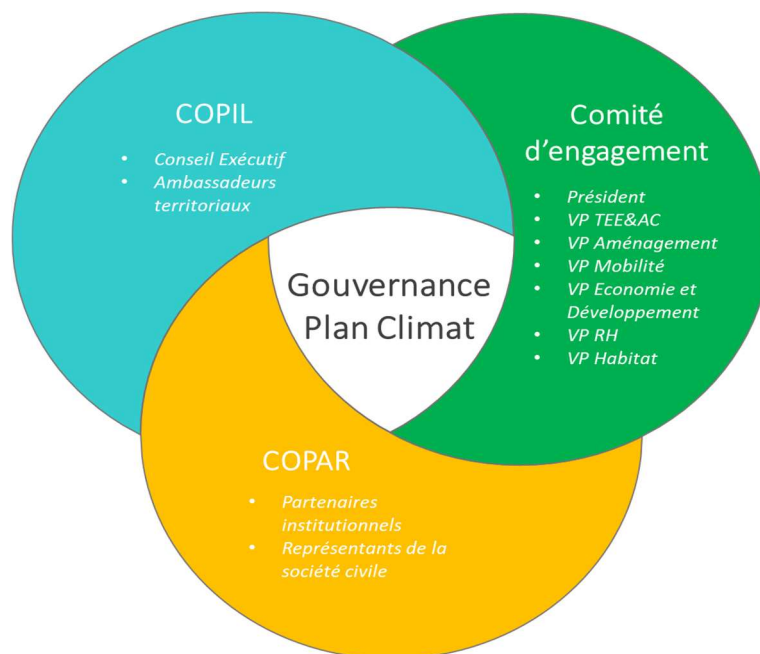 COPIL
• Conseil Exécutif
• Ambassadeurs
territoriaux
Comité
d'engagement
• Président
• VP TEE&AC
• VP Aménagement
• VP Mobilité
• VP Economie et
Développement
• VP RH
• VP Habitat
Gouvernance
Plan Climat
COPAR
• Partenaires
institutionnels
• Représentants de la
société civile